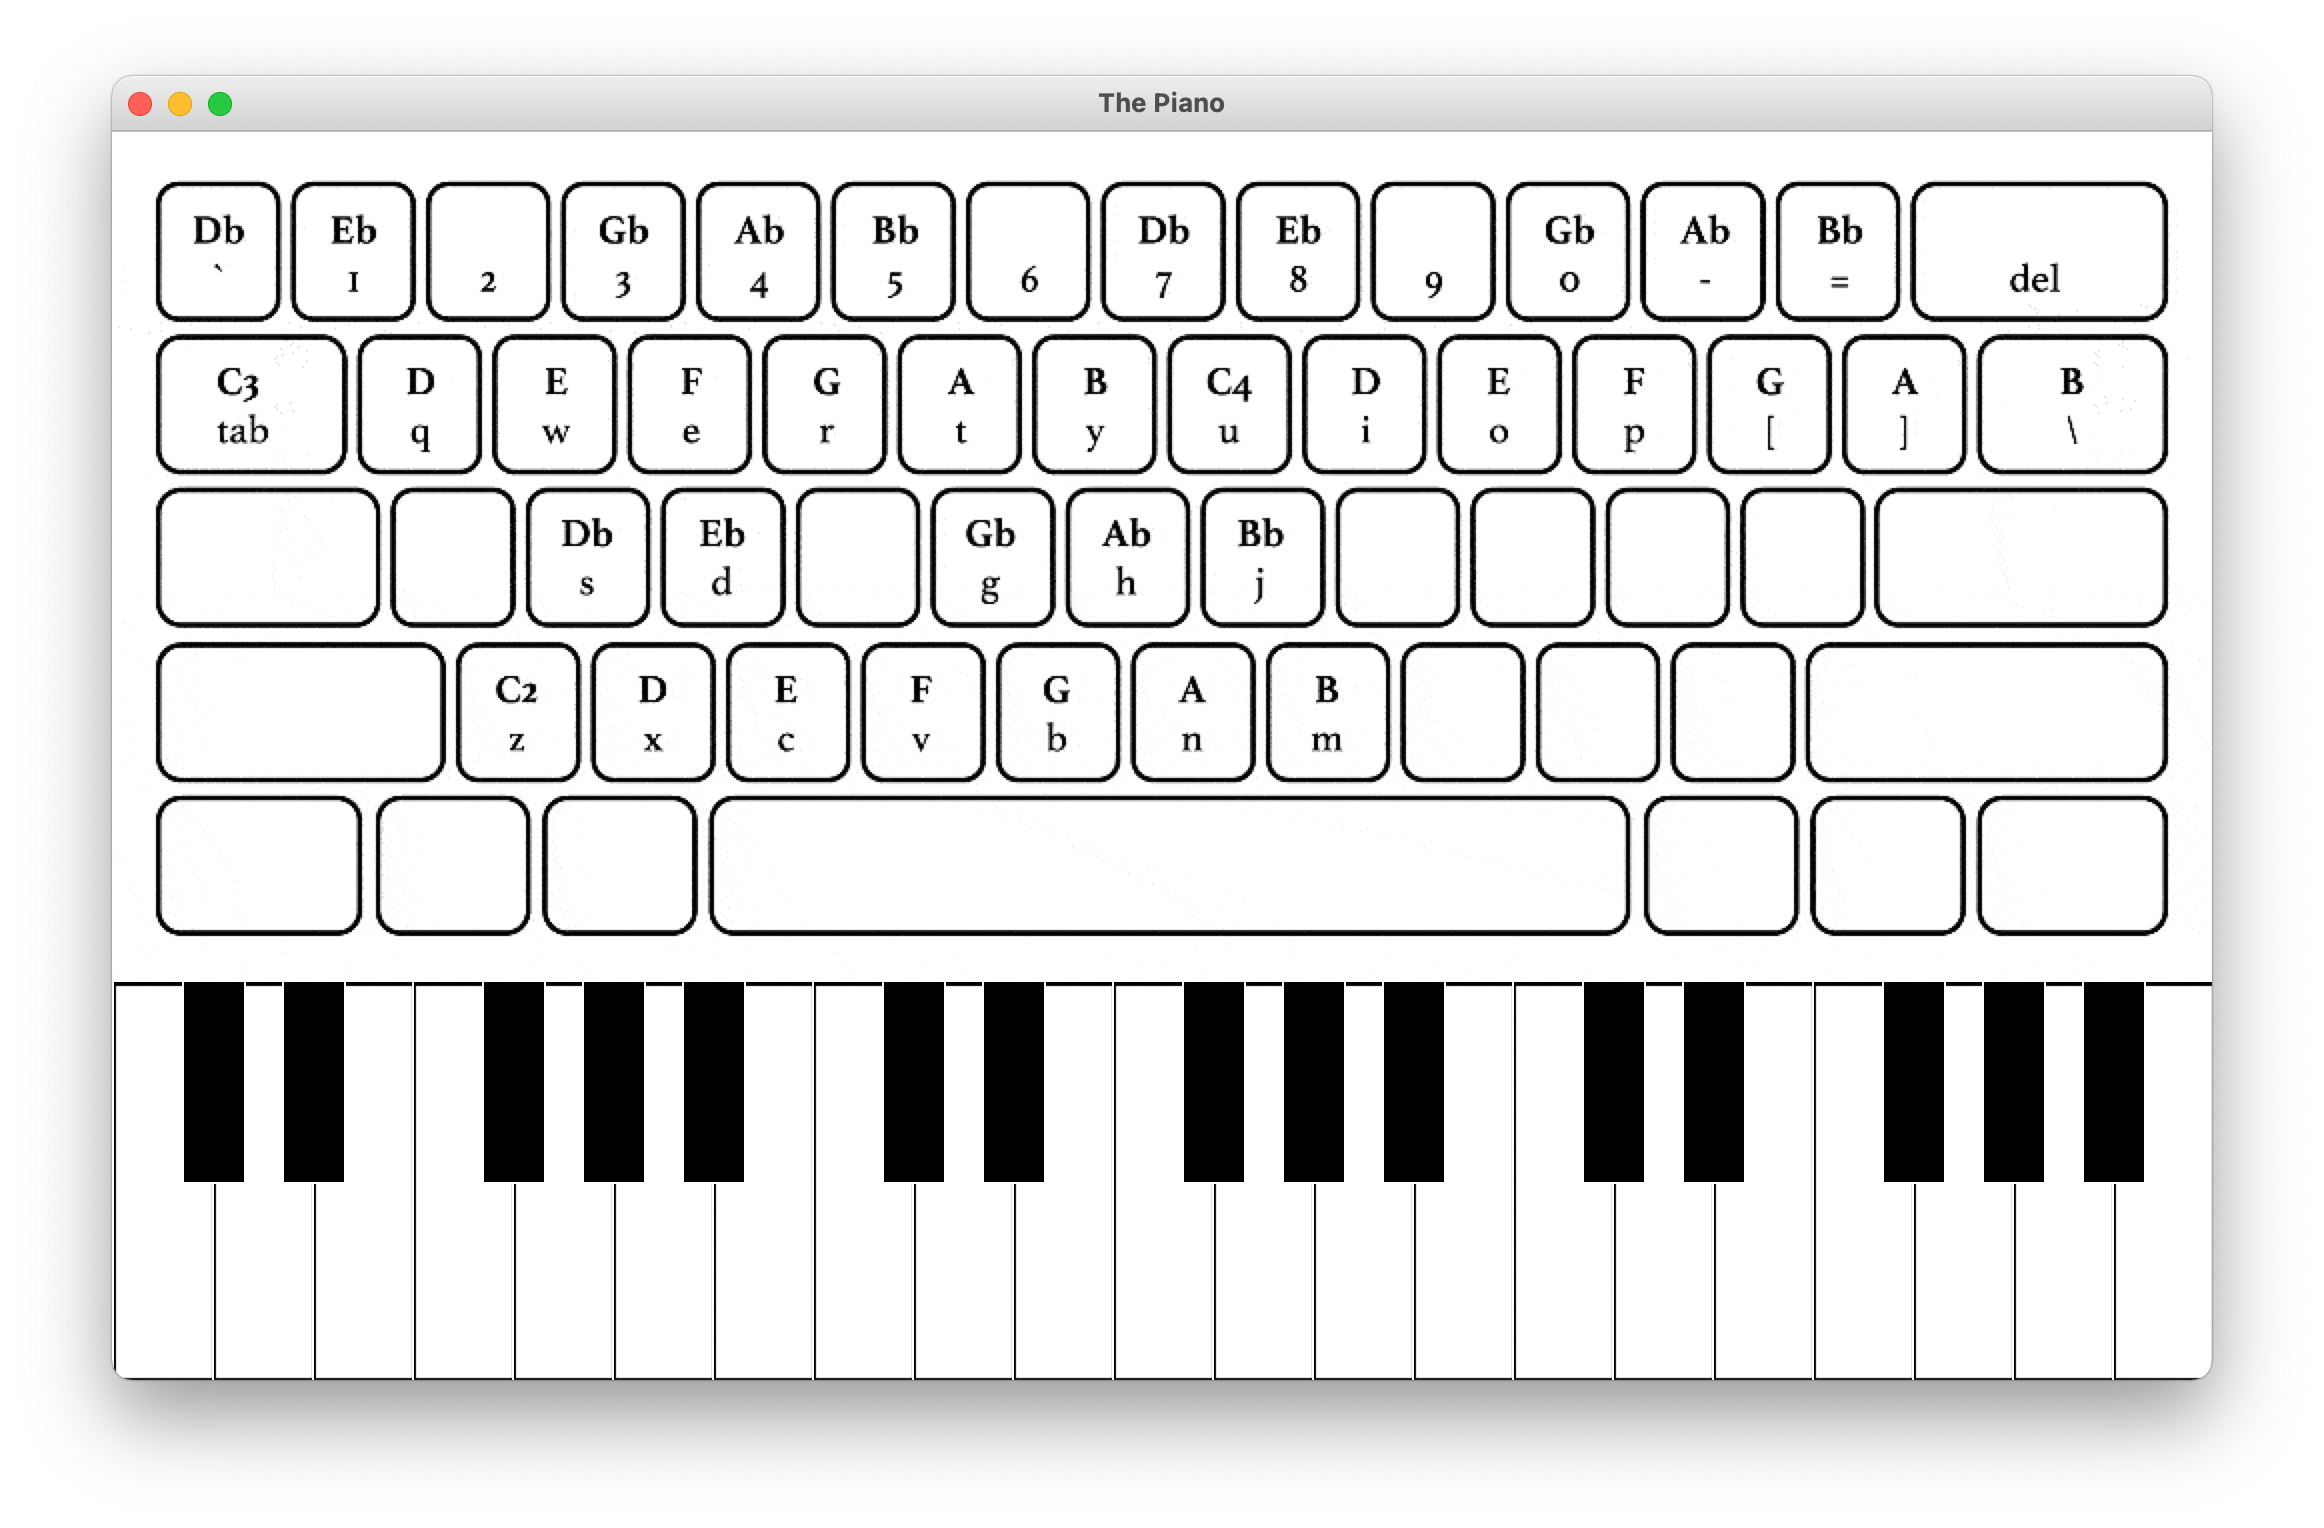 The Piano
Db Eb Gb Ab Bb Db Eb Gb Ab Bb
` 1 2 3 4 5 6 7 8 9 0 - = del
C3 D E F G A B C4 D E F G A B
tab q w e r t y u i o p [ ] \
Db Eb Gb Ab Bb
s d g h j
C2 D E F G A B
z x c v b n m